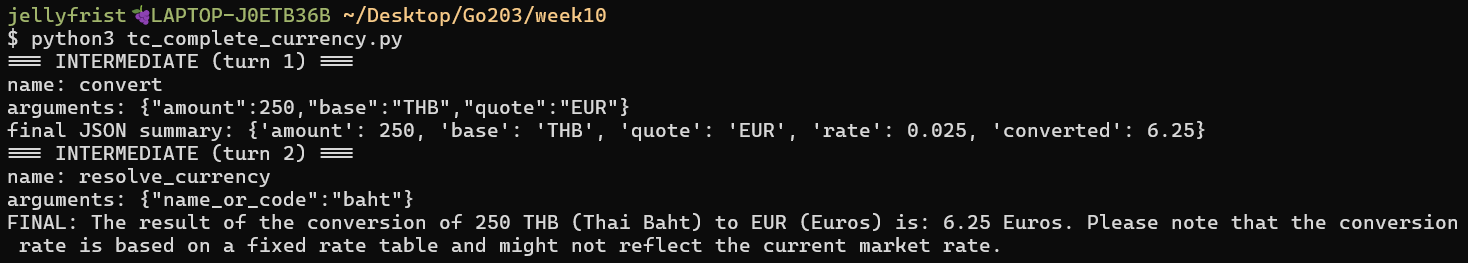 jellyfrist🍇LAPTOP-J0ETB36B ~/Desktop/Go203/week10
$ python3 tc_complete_currency.py
=== INTERMEDIATE (turn 1) ===
name: convert
arguments: {"amount":250,"base":"THB","quote":"EUR"}
final JSON summary: {'amount': 250, 'base': 'THB', 'quote': 'EUR', 'rate': 0.025, 'converted': 6.25}
=== INTERMEDIATE (turn 2) ===
name: resolve_currency
arguments: {"name_or_code":"baht"}
FINAL: The result of the conversion of 250 THB (Thai Baht) to EUR (Euros) is: 6.25 Euros. Please note that the conversion
 rate is based on a fixed rate table and might not reflect the current market rate.